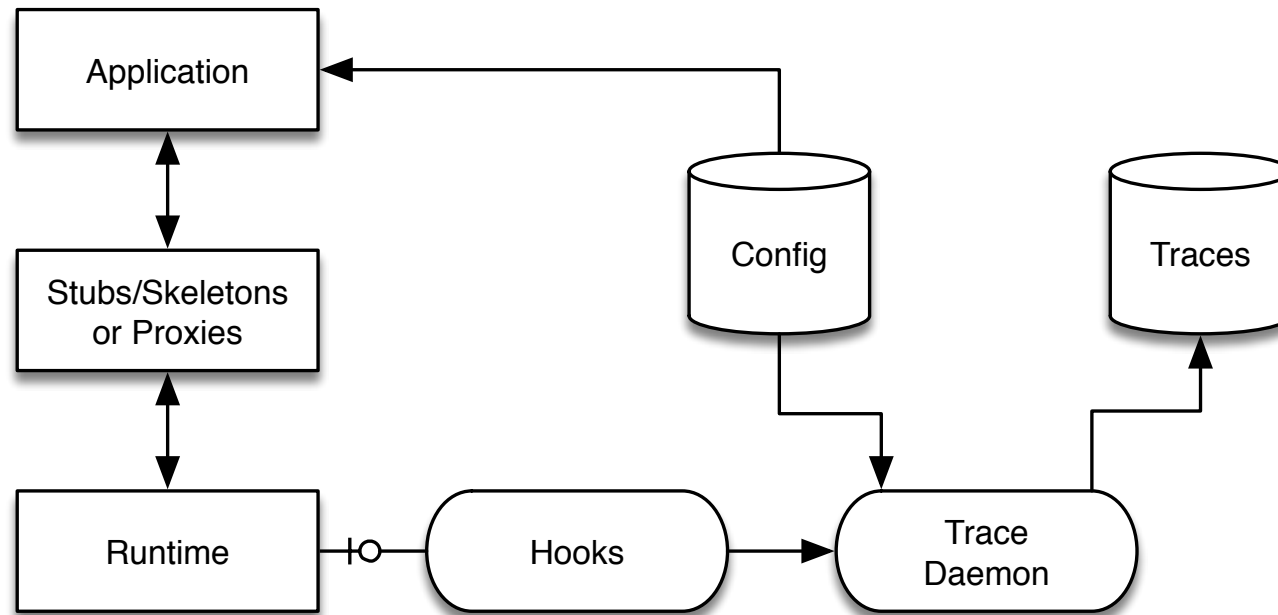 Application
Config
Traces
Stubs/Skeletons
or Proxies
Runtime
Hooks
Trace
Daemon